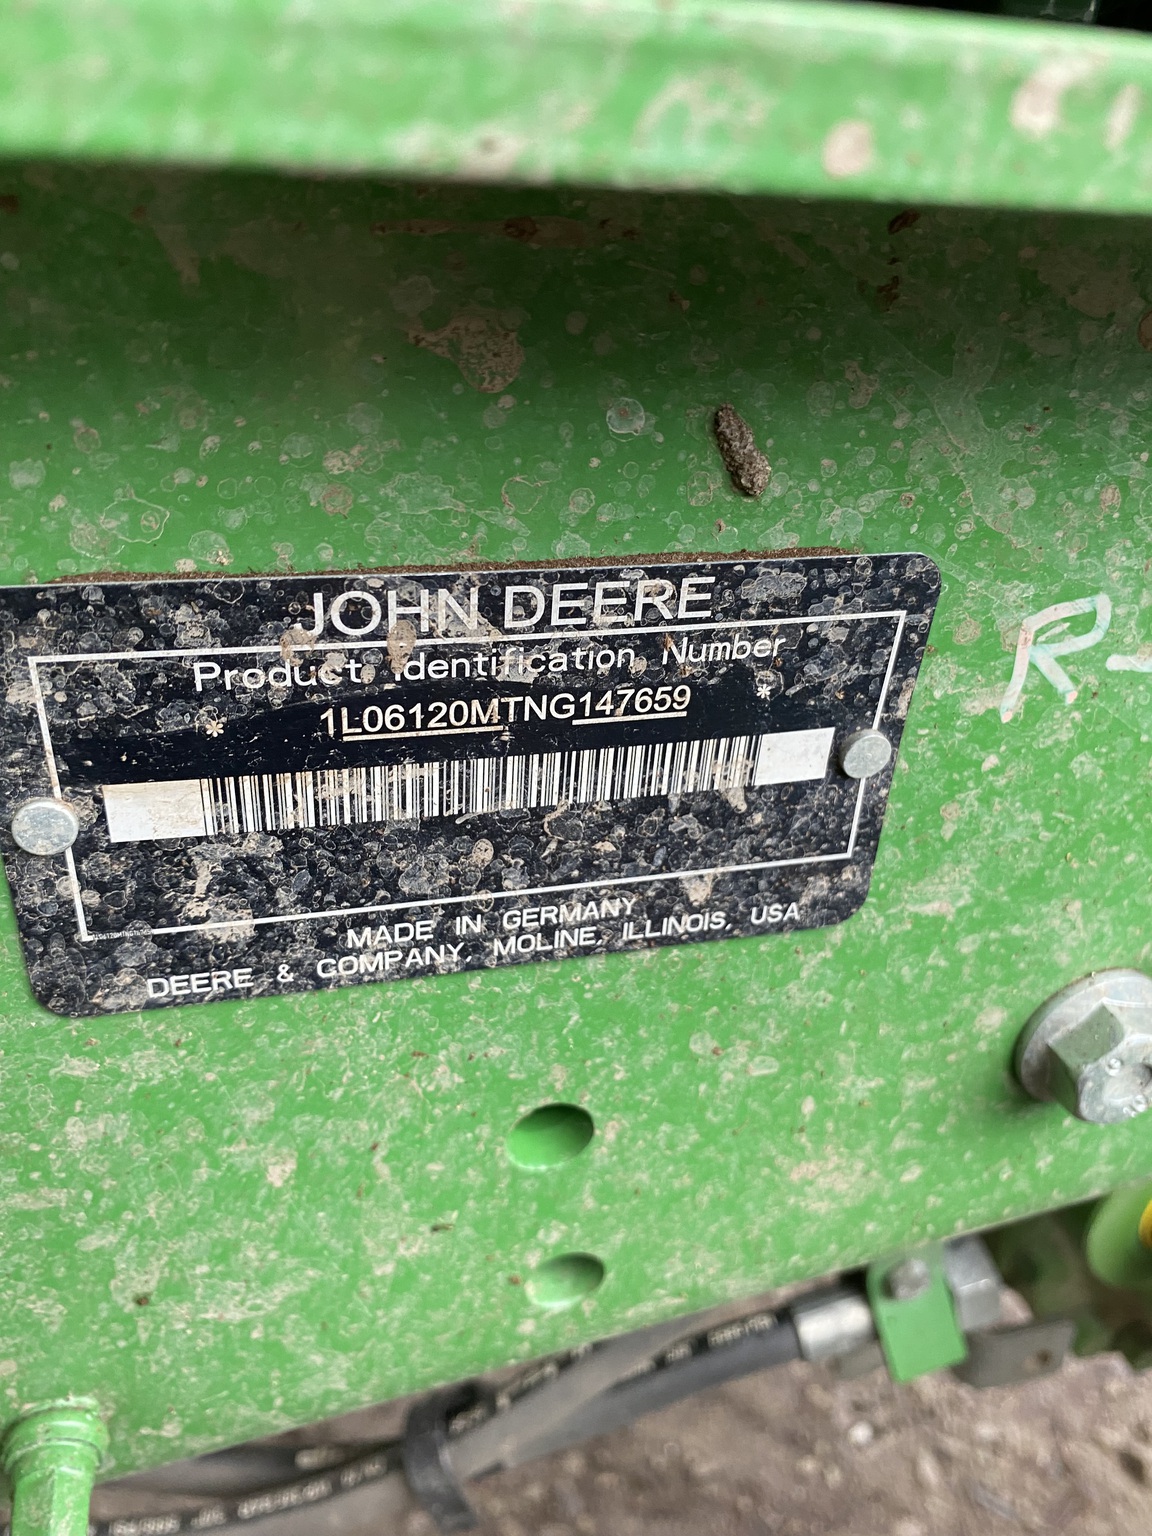 JOHN DEERE
Product Identification Number
* 1L06120MTNG147659 *
MADE IN GERMANY
DEERE & COMPANY, MOLINE, ILLINOIS, USA
R